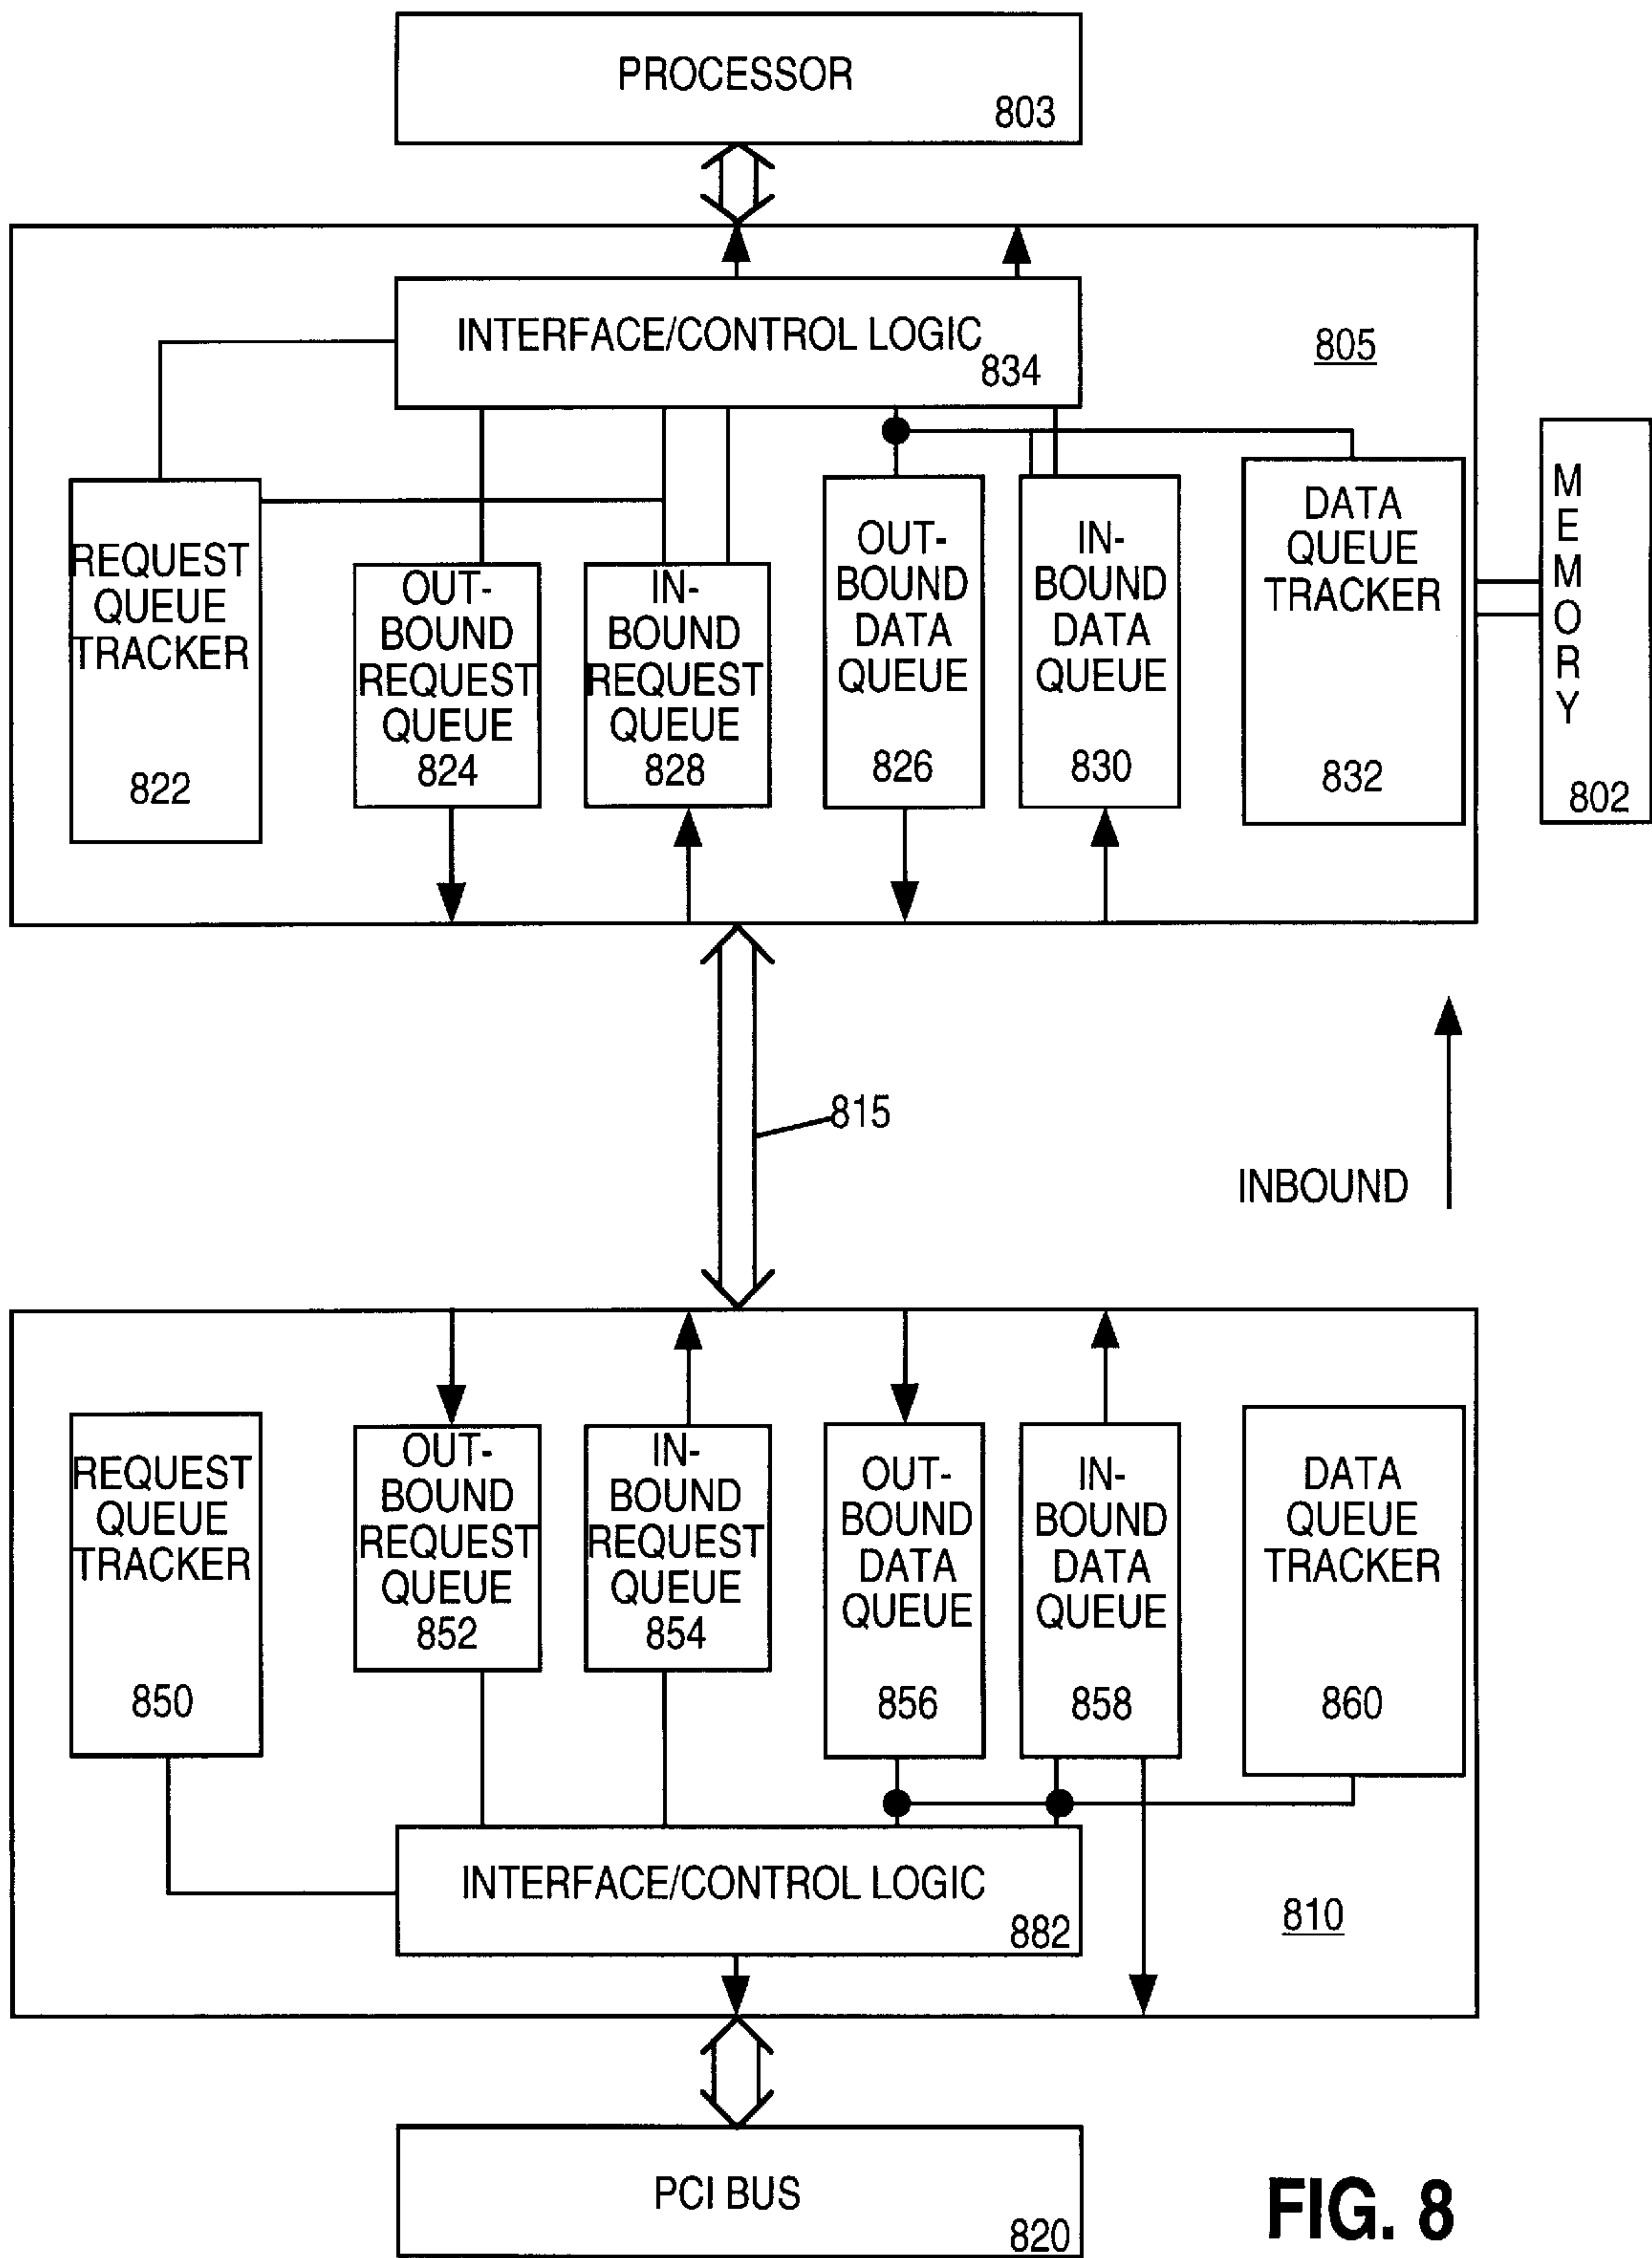 PROCESSOR
803
INTERFACE/CONTROL LOGIC
834
805
REQUEST
QUEUE
TRACKER
822
OUT-
BOUND
REQUEST
QUEUE
824
IN-
BOUND
REQUEST
QUEUE
828
OUT-
BOUND
DATA
QUEUE
826
IN-
BOUND
DATA
QUEUE
830
DATA
QUEUE
TRACKER
832
MEMORY
802
815
INBOUND
REQUEST
QUEUE
TRACKER
850
OUT-
BOUND
REQUEST
QUEUE
852
IN-
BOUND
REQUEST
QUEUE
854
OUT-
BOUND
DATA
QUEUE
856
IN-
BOUND
DATA
QUEUE
858
DATA
QUEUE
TRACKER
860
INTERFACE/CONTROL LOGIC
882
810
PCI BUS
820
FIG. 8